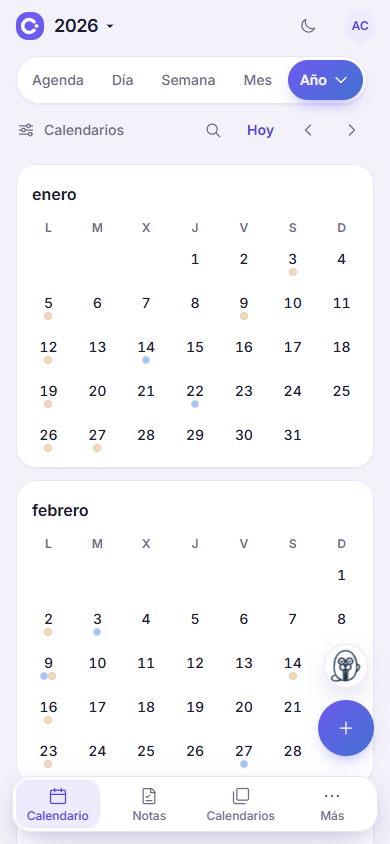 2026
AC
Agenda Día Semana Mes Año
Calendarios Hoy
enero
L M X J V S D
1 2 3 4
5 6 7 8 9 10 11
12 13 14 15 16 17 18
19 20 21 22 23 24 25
26 27 28 29 30 31
febrero
L M X J V S D
1
2 3 4 5 6 7 8
9 10 11 12 13 14
16 17 18 19 20 21
23 24 25 26 27 28
Calendario Notas Calendarios Más